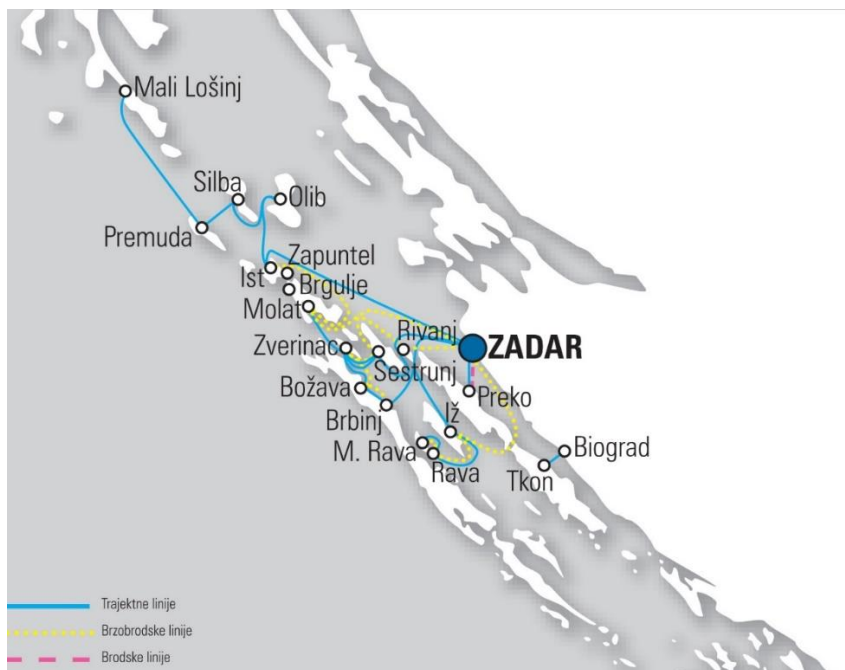 Mali Lošinj
Silba
Olib
Premuda
Zapuntel
Ist
Brgulje
Molat
Rivanj
ZADAR
Zverinac
Sestrunj
Božava
Preko
Brbinj
Iž
M. Rava
Biograd
Rava
Tkon
Trajektne linije
Brzobrodske linije
Brodske linije